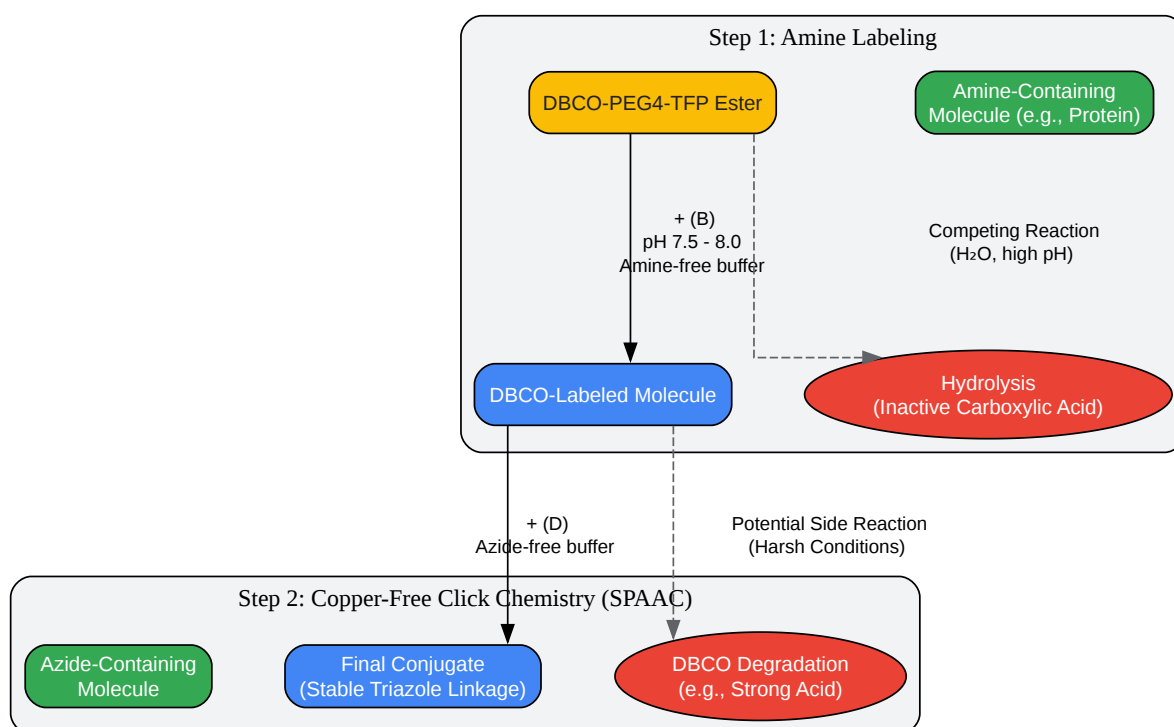 Step 1: Amine Labeling
DBCO-PEG4-TFP Ester
Amine-Containing
Molecule (e.g., Protein)
+ (B)
pH 7.5 - 8.0
Amine-free buffer
Competing Reaction
(H₂O, high pH)
DBCO-Labeled Molecule
Hydrolysis
(Inactive Carboxylic Acid)
+ (D)
Azide-free buffer
Potential Side Reaction
(Harsh Conditions)
Step 2: Copper-Free Click Chemistry (SPAAC)
Azide-Containing
Molecule
Final Conjugate
(Stable Triazole Linkage)
DBCO Degradation
(e.g., Strong Acid)